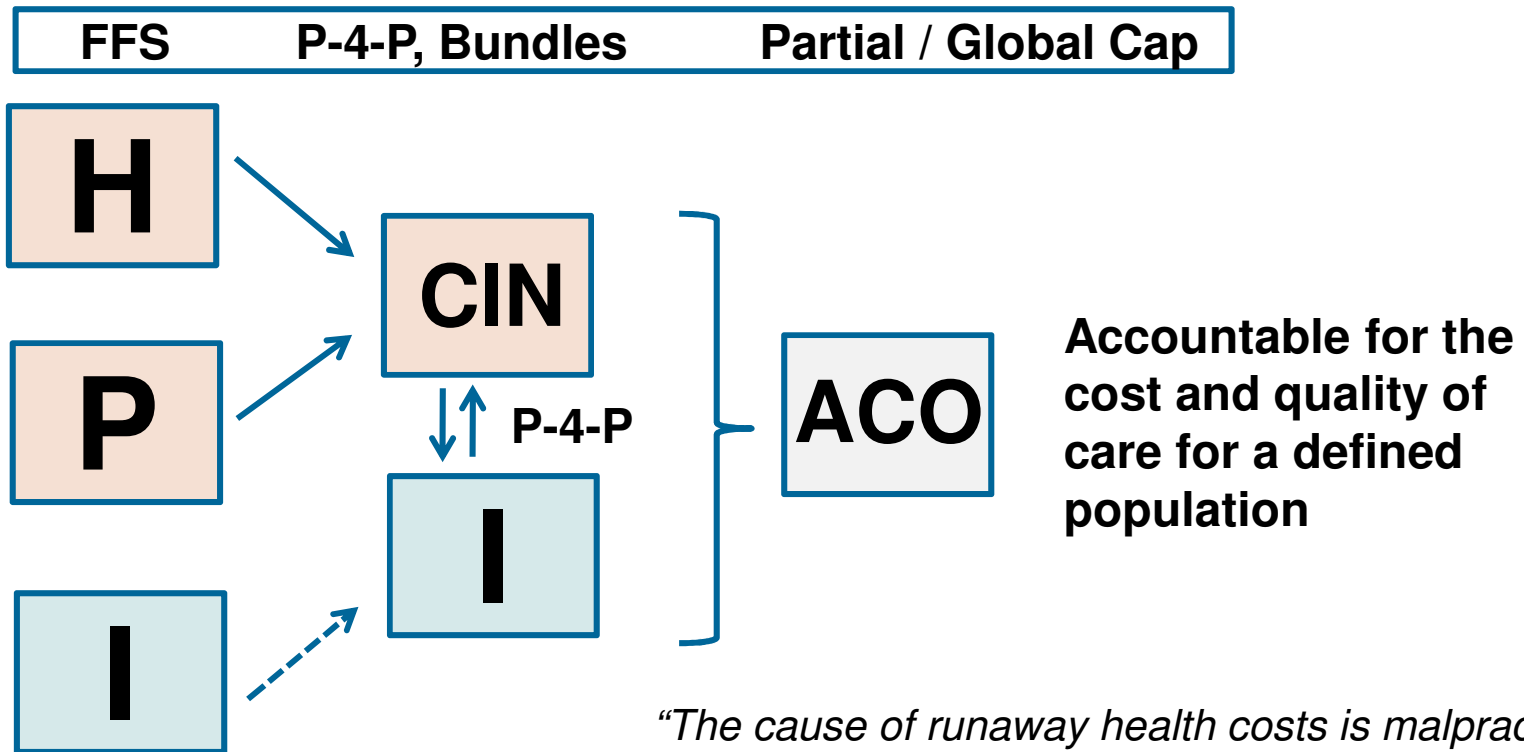 FFS P-4-P, Bundles Partial / Global Cap
H
CIN
P
P-4-P
I
I
ACO
Accountable for the
cost and quality of
care for a defined
population
“The cause of runaway health costs is